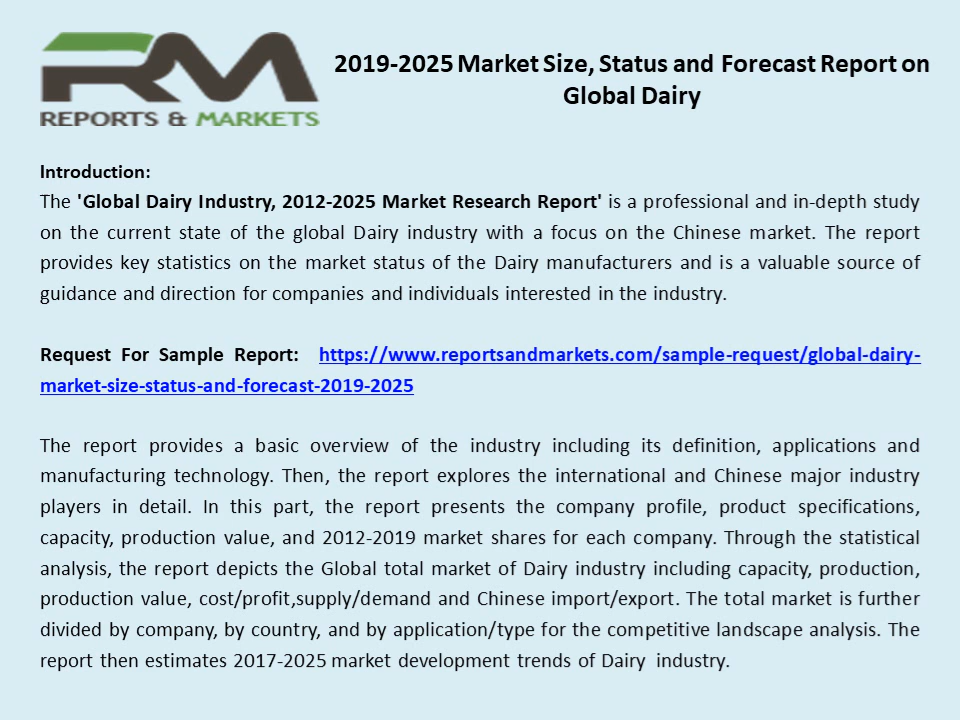 RM
REPORTS & MARKETS
2019-2025 Market Size, Status and Forecast Report on
Global Dairy
Introduction:
The 'Global Dairy Industry, 2012-2025 Market Research Report' is a professional and in-depth study
on the current state of the global Dairy industry with a focus on the Chinese market. The report
provides key statistics on the market status of the Dairy manufacturers and is a valuable source of
guidance and direction for companies and individuals interested in the industry.
Request For Sample Report: https://www.reportsandmarkets.com/sample-request/global-dairy-
market-size-status-and-forecast-2019-2025
The report provides a basic overview of the industry including its definition, applications and
manufacturing technology. Then, the report explores the international and Chinese major industry
players in detail. In this part, the report presents the company profile, product specifications,
capacity, production value, and 2012-2019 market shares for each company. Through the statistical
analysis, the report depicts the Global total market of Dairy industry including capacity, production,
production value, cost/profit,supply/demand and Chinese import/export. The total market is further
divided by company, by country, and by application/type for the competitive landscape analysis. The
report then estimates 2017-2025 market development trends of Dairy industry.